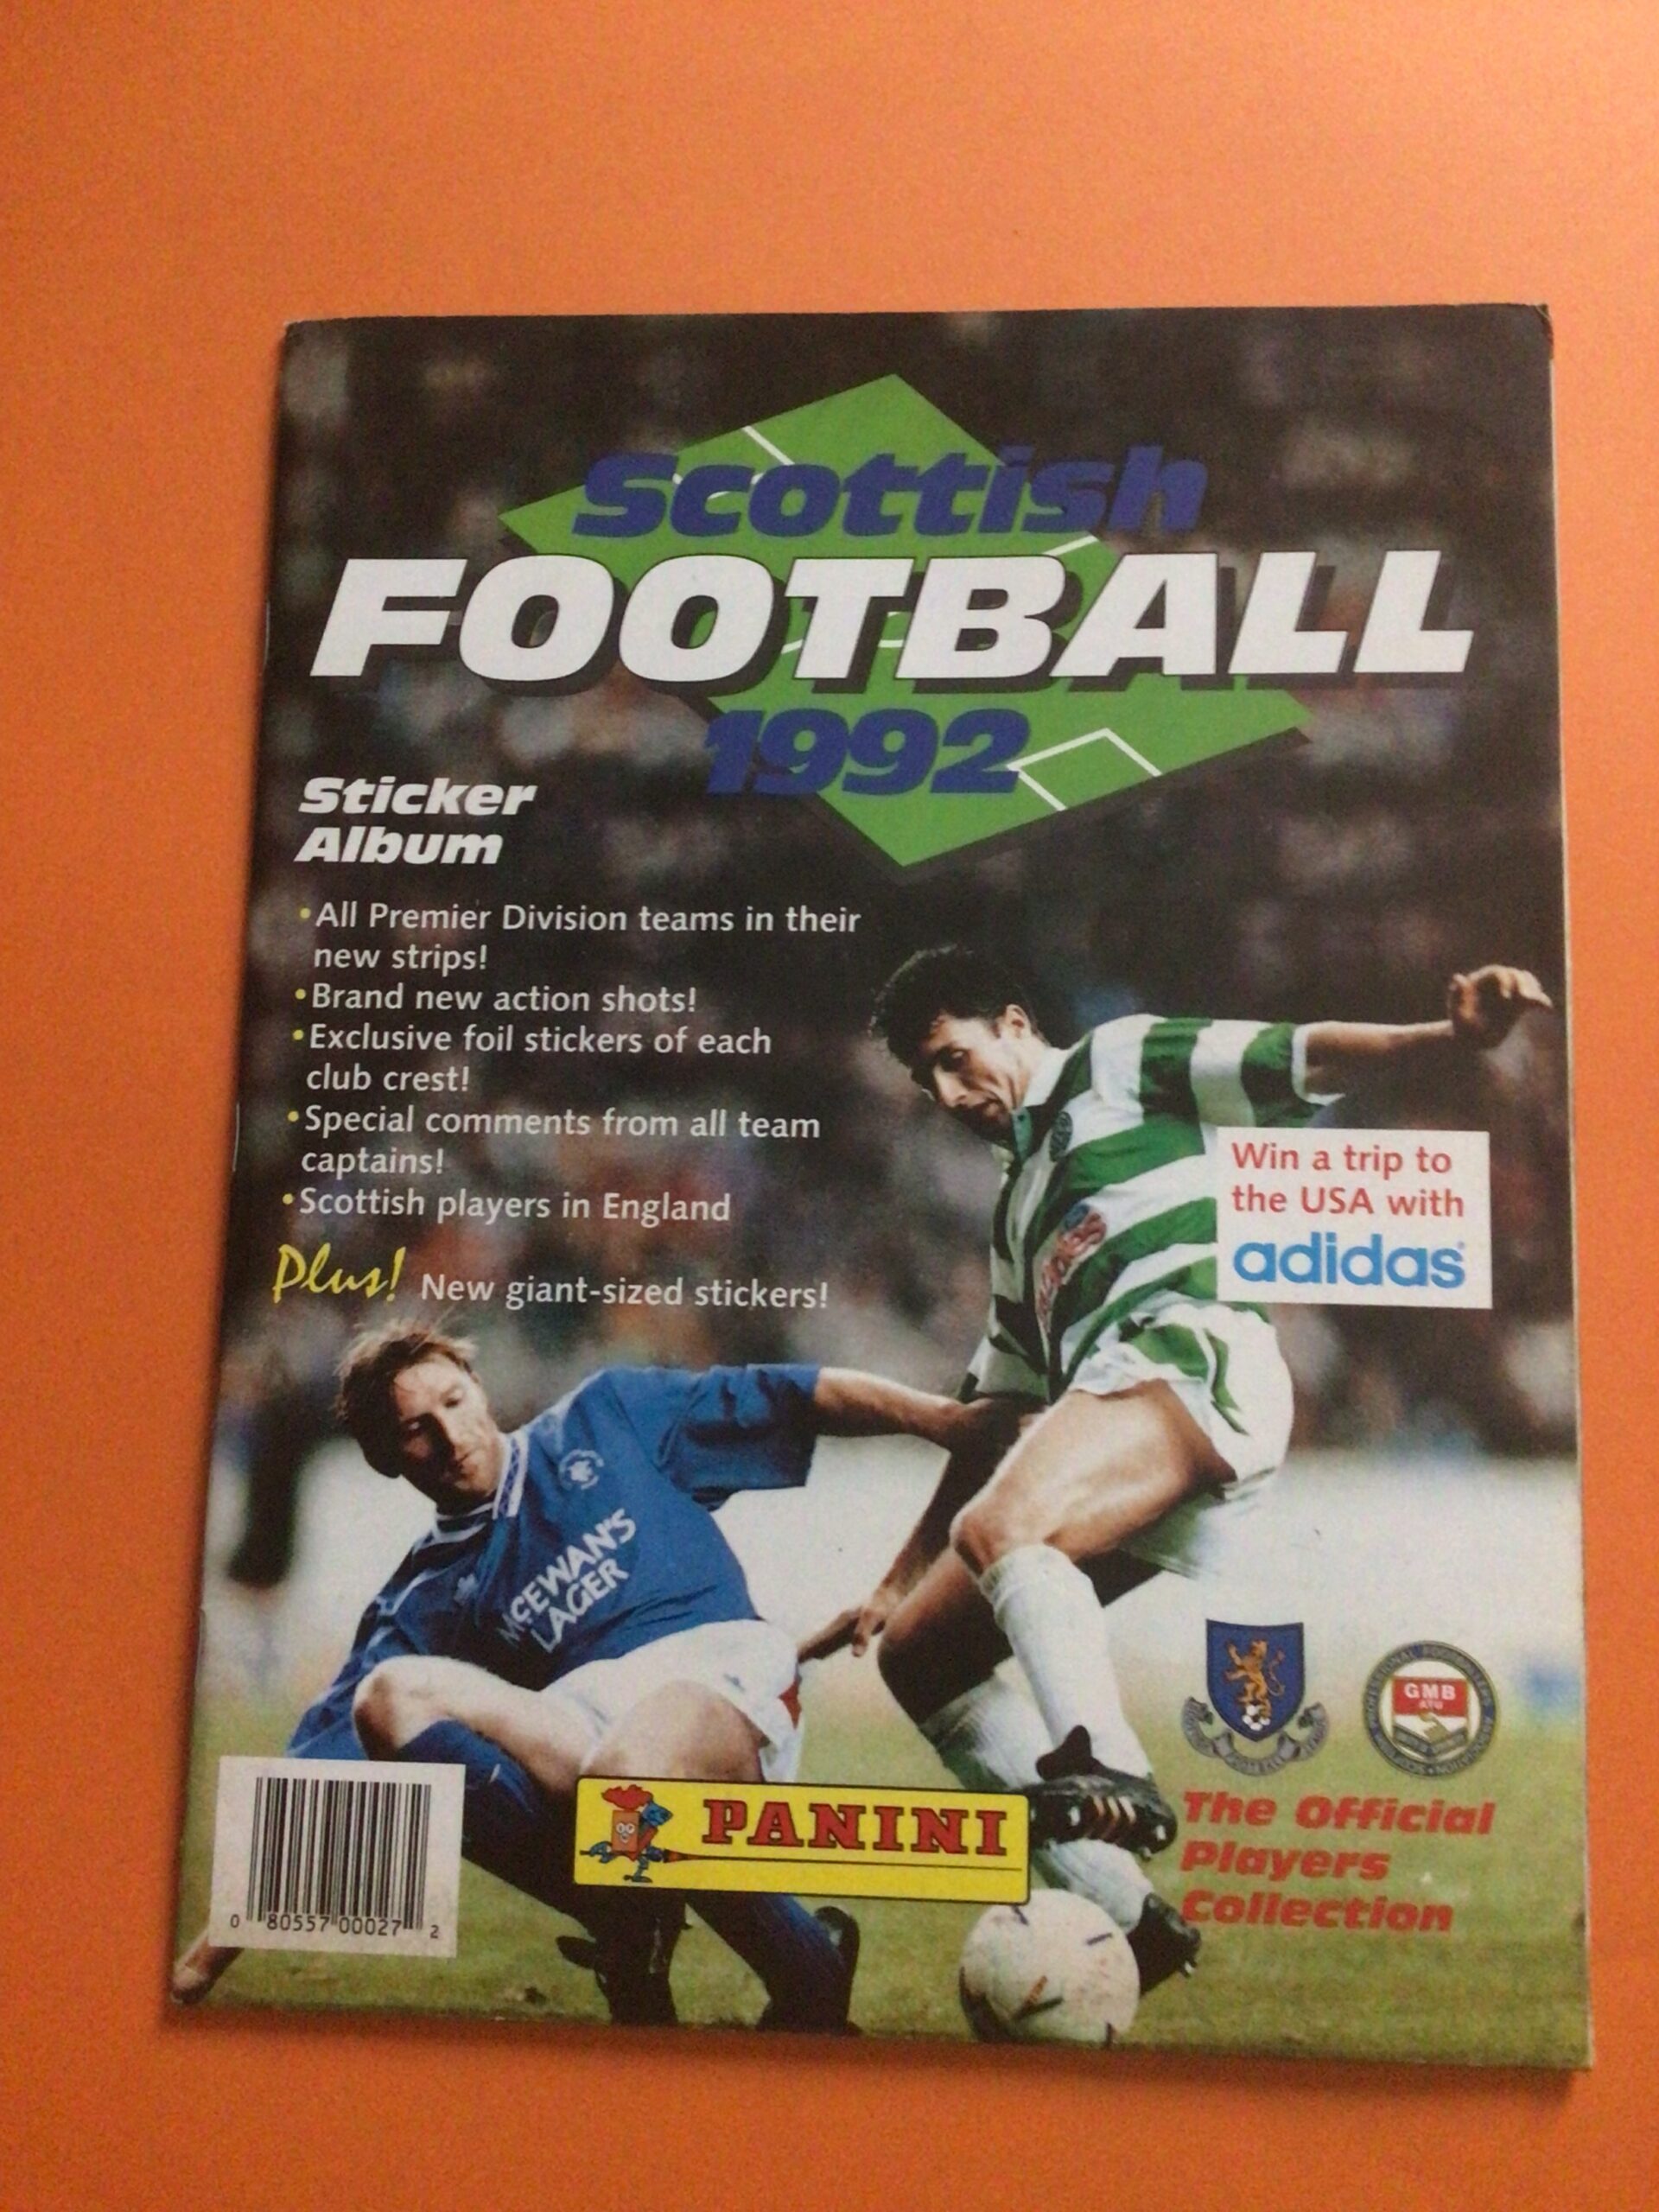 Scottish
FOOTBALL
1992
Sticker
Album
•All Premier Division teams in their
new strips!
•Brand new action shots!
•Exclusive foil stickers of each
club crest!
•Special comments from all team
captains!
•Scottish players in England
Plus! New giant-sized stickers!
Win a trip to
the USA with
adidas
McEWAN'S
LAGER
GMB
ATU
PANINI
The Official
Players
Collection
0 80557 00027 2